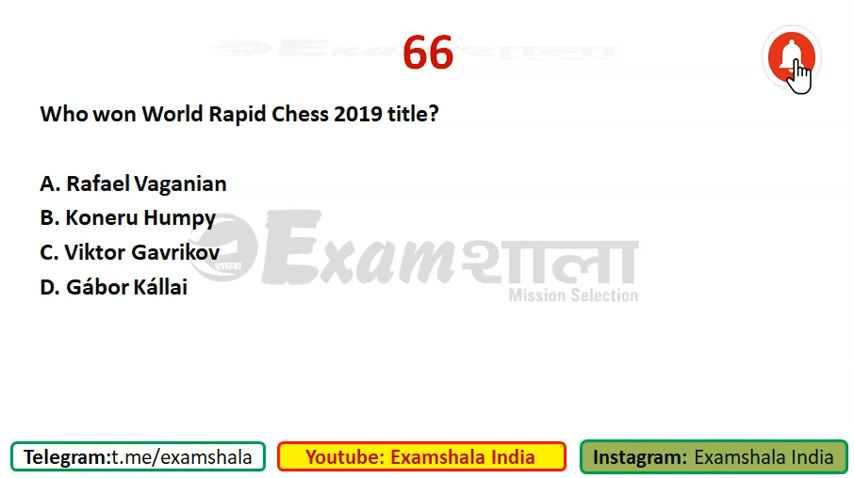 66
Examशाला
Who won World Rapid Chess 2019 title?
A. Rafael Vaganian
B. Koneru Humpy
C. Viktor Gavrikov
D. Gábor Kállai
शाला
Examशाला
Mission Selection
Telegram:t.me/examshala
Youtube: Examshala India
Instagram: Examshala India